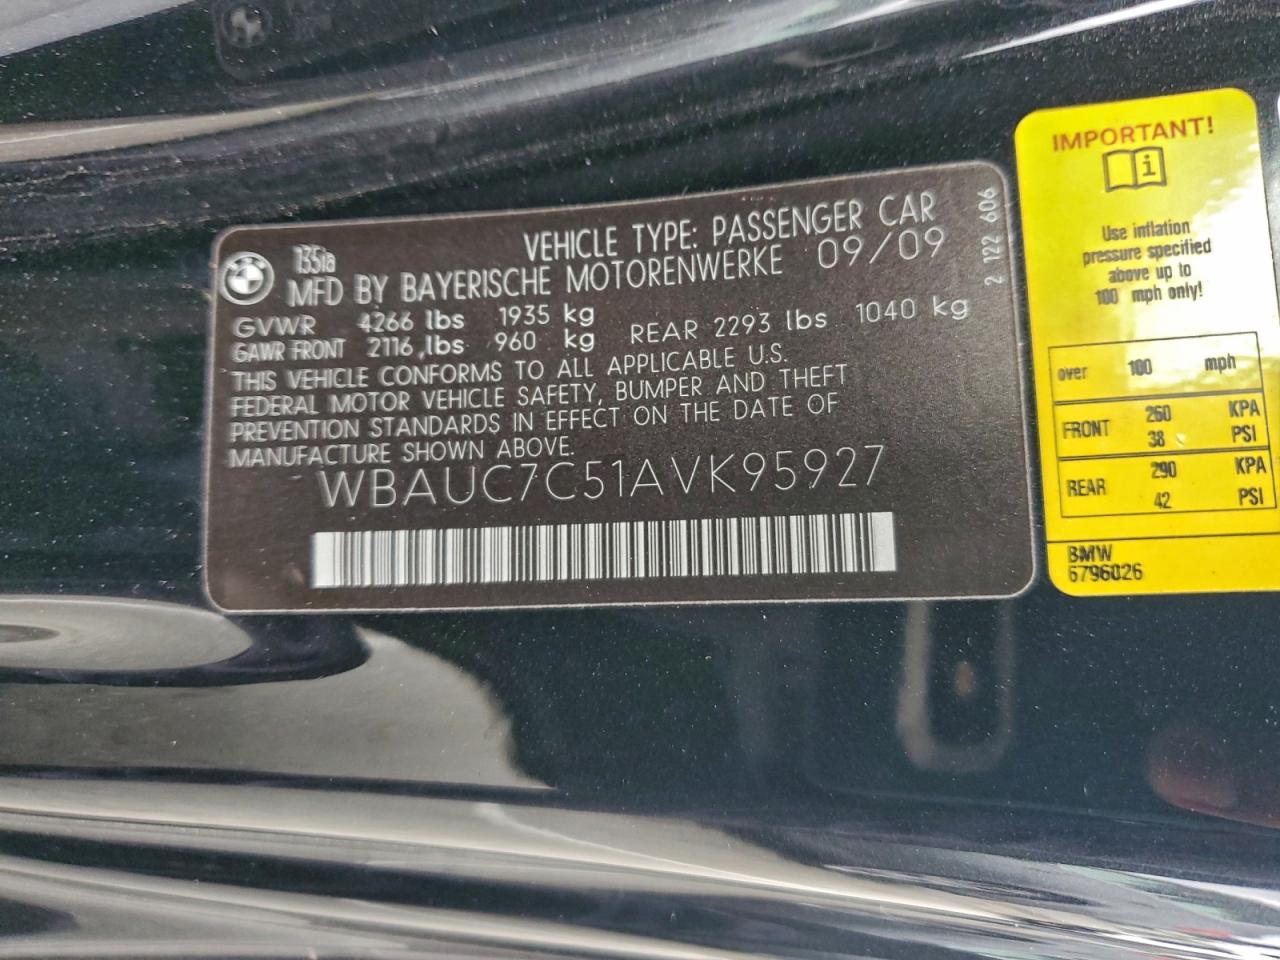 BMW 135ia
VEHICLE TYPE: PASSENGER CAR
MFD BY BAYERISCHE MOTORENWERKE 09/09
GVWR 4266 lbs 1935 kg
GAWR FRONT 2116 lbs 960 kg REAR 2293 lbs 1040 kg
THIS VEHICLE CONFORMS TO ALL APPLICABLE U.S.
FEDERAL MOTOR VEHICLE SAFETY, BUMPER AND THEFT
PREVENTION STANDARDS IN EFFECT ON THE DATE OF
MANUFACTURE SHOWN ABOVE.
WBAUC7C51AVK95927
2 122 606
IMPORTANT!
i
Use inflation
pressure specified
above up to
100 mph only!
over 100 mph
FRONT 260 KPA
38 PSI
REAR 290 KPA
42 PSI
BMW
6796026